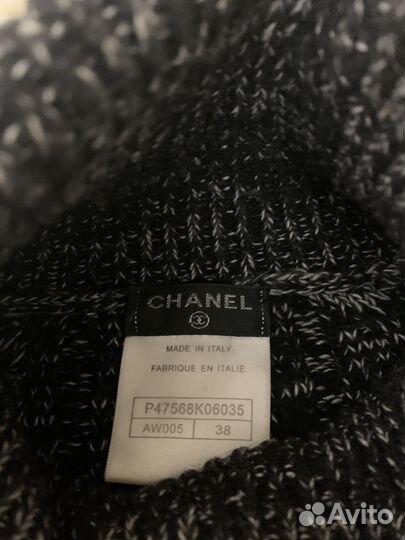 CHANEL
MADE IN ITALY
FABRIQUE EN ITALIE
P47568K06035
AW005 38
Avito